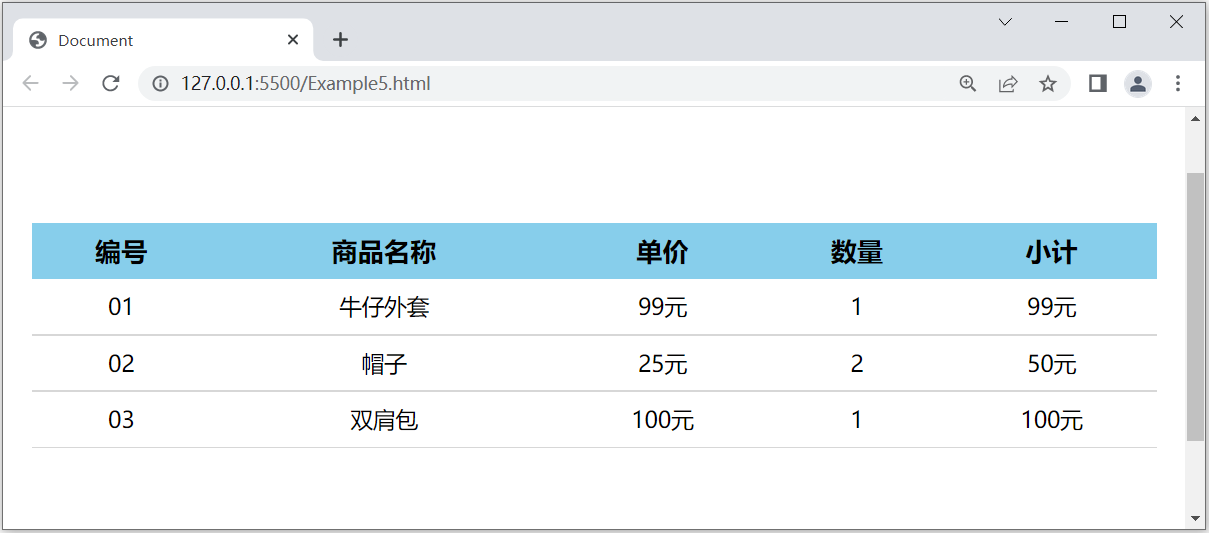 Document
127.0.0.1:5500/Example5.html
编号 商品名称 单价 数量 小计
01 牛仔外套 99元 1 99元
02 帽子 25元 2 50元
03 双肩包 100元 1 100元